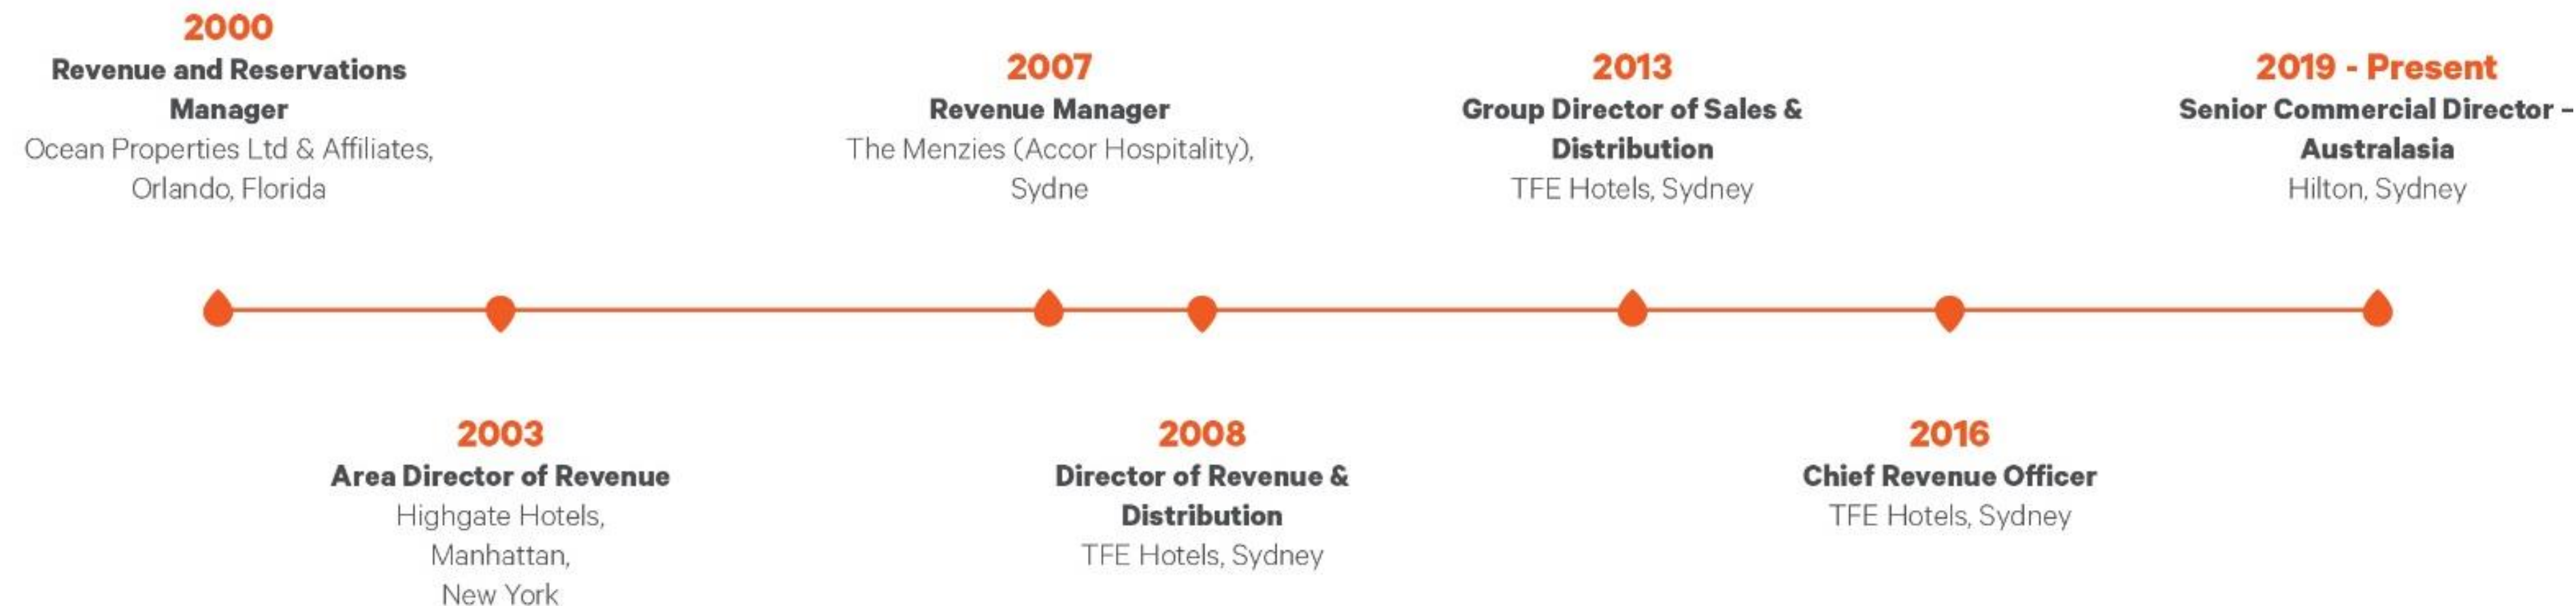 2000
Revenue and Reservations
Manager
Ocean Properties Ltd & Affiliates,
Orlando, Florida
2003
Area Director of Revenue
Highgate Hotels,
Manhattan,
New York
2007
Revenue Manager
The Menzies (Accor Hospitality),
Sydne
2008
Director of Revenue &
Distribution
TFE Hotels, Sydney
2013
Group Director of Sales &
Distribution
TFE Hotels, Sydney
2016
Chief Revenue Officer
TFE Hotels, Sydney
2019 - Present
Senior Commercial Director –
Australasia
Hilton, Sydney